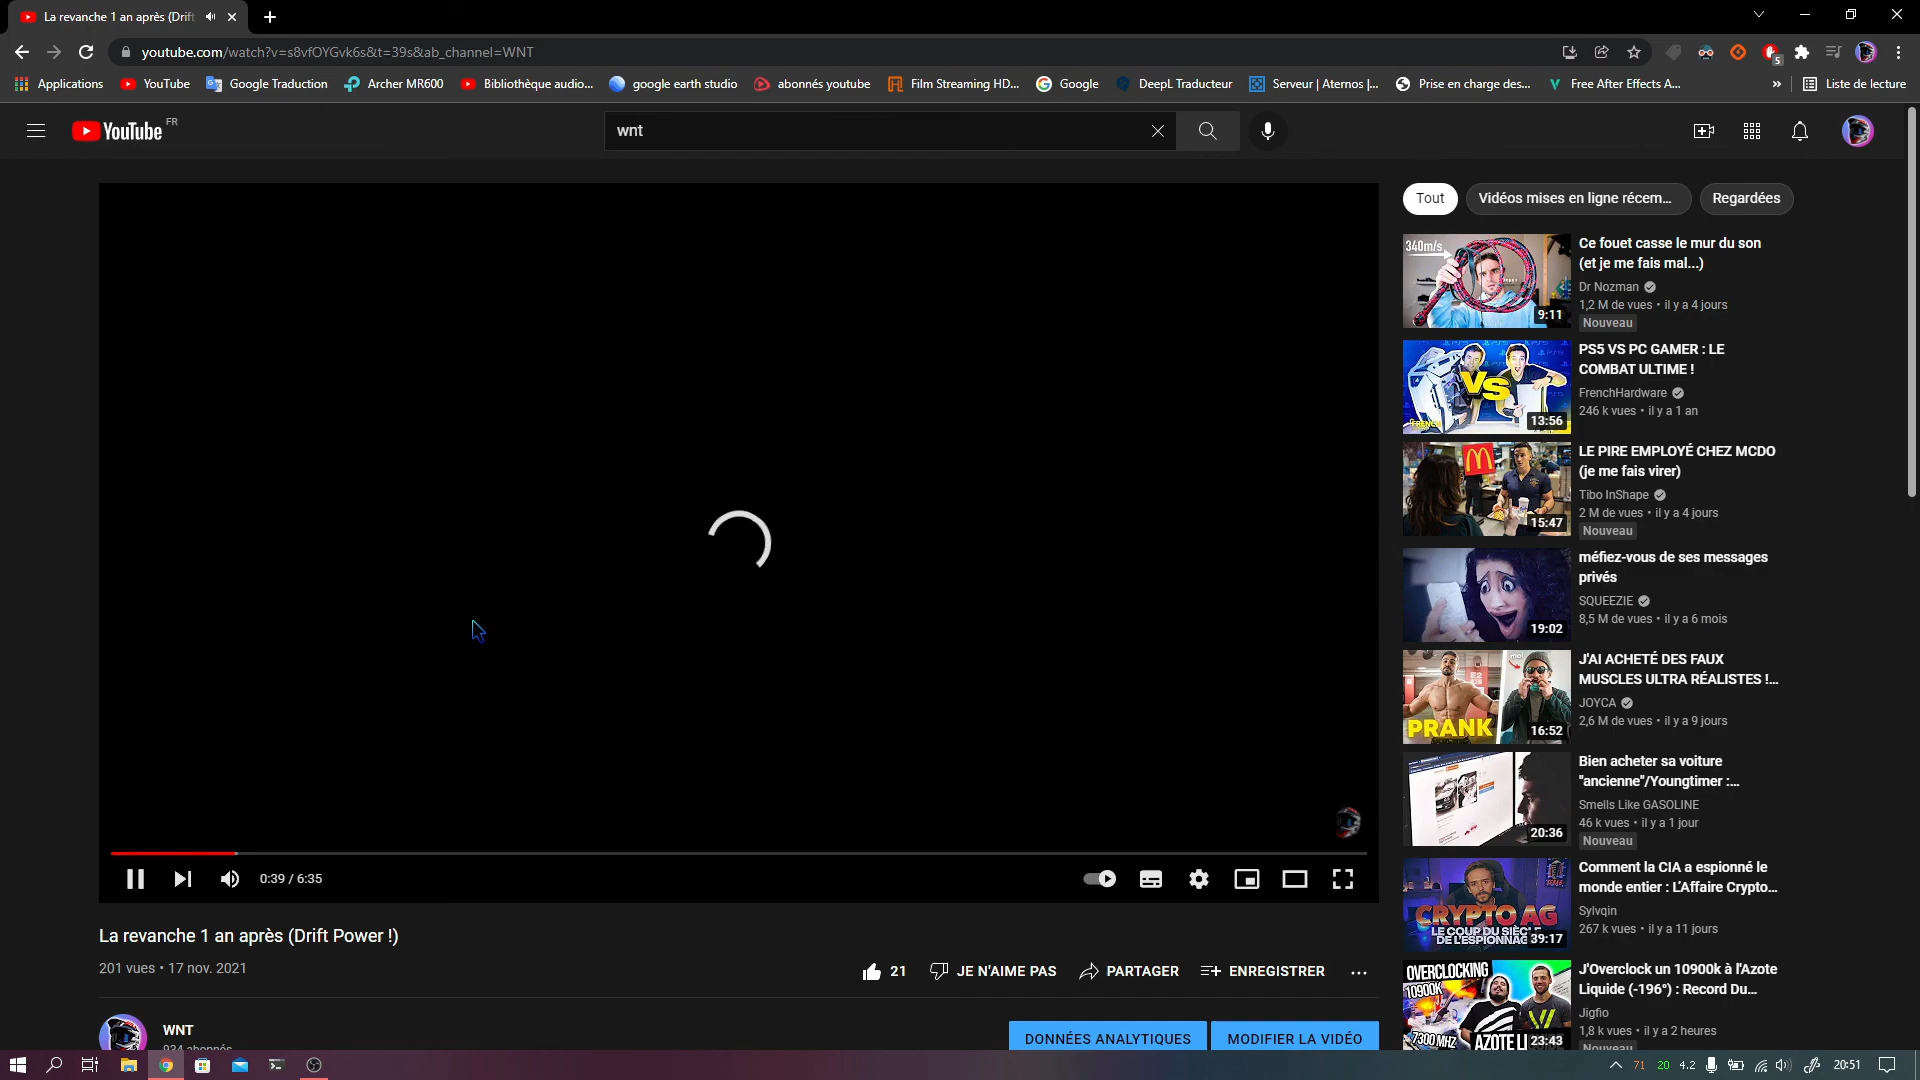 La revanche 1 an après (Drift
youtube.com/watch?v=s8vfOYGvk6s&t=39s&ab_channel=WNT
5
Applications
YouTube
Google Traduction
Archer MR600
Bibliothèque audio...
google earth studio
abonnés youtube
Film Streaming HD...
Google
DeepL Traducteur
Serveur | Aternos |...
Prise en charge des...
Free After Effects A...
»
Liste de lecture
YouTube FR
wnt
Tout
Vidéos mises en ligne récem...
Regardées
340m/s
9:11
Ce fouet casse le mur du son
(et je me fais mal...)
Dr Nozman
1,2 M de vues • il y a 4 jours
Nouveau
VS
13:56
PS5 VS PC GAMER : LE
COMBAT ULTIME !
FrenchHardware
246 k vues • il y a 1 an
15:47
LE PIRE EMPLOYÉ CHEZ MCDO
(je me fais virer)
Tibo InShape
2 M de vues • il y a 4 jours
Nouveau
19:02
méfiez-vous de ses messages
privés
SQUEEZIE
8,5 M de vues • il y a 6 mois
moi
PRANK
16:52
J'AI ACHETÉ DES FAUX
MUSCLES ULTRA RÉALISTES !...
JOYCA
2,6 M de vues • il y a 9 jours
20:36
Bien acheter sa voiture
"ancienne"/Youngtimer :...
Smells Like GASOLINE
46 k vues • il y a 1 jour
Nouveau
CRYPTO AG
LE COUP DU SIÈCLE
DE L'ESPIONNAG
39:17
Comment la CIA a espionné le
monde entier : L'Affaire Crypto...
Sylvqin
267 k vues • il y a 11 jours
OVERCLOCKING
10900K
7300 MHZ
AZOTE LI
23:43
J'Overclock un 10900k à l'Azote
Liquide (-196°) : Record Du...
Jigfio
1,8 k vues • il y a 2 heures
Nouveau
0:39 / 6:35
La revanche 1 an après (Drift Power !)
201 vues • 17 nov. 2021
21
JE N'AIME PAS
PARTAGER
ENREGISTRER
WNT
934 abonnés
DONNÉES ANALYTIQUES
MODIFIER LA VIDÉO
71
20
4.2
20:51